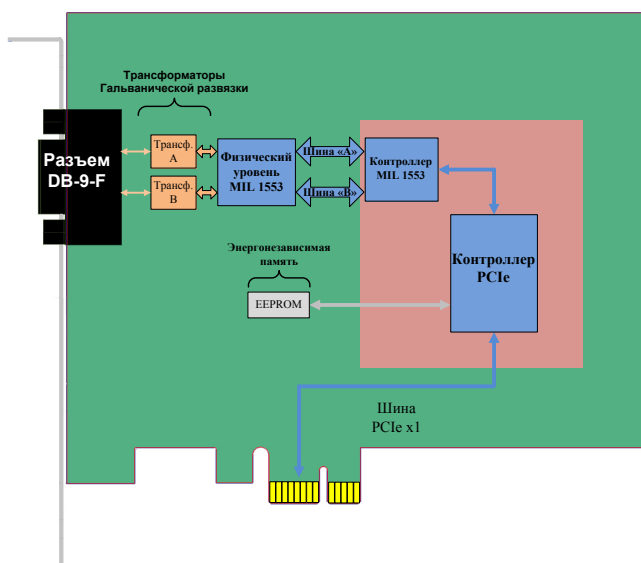 Трансформаторы
Гальванической развязки
Разъем
DB-9-F
Трансф.
А
Трансф.
В
Физический
уровень
MIL 1553
Шина «А»
Шина «В»
Контроллер
MIL 1553
Контроллер
PCIe
Энергонезависимая
память
EEPROM
Шина
PCIe x1